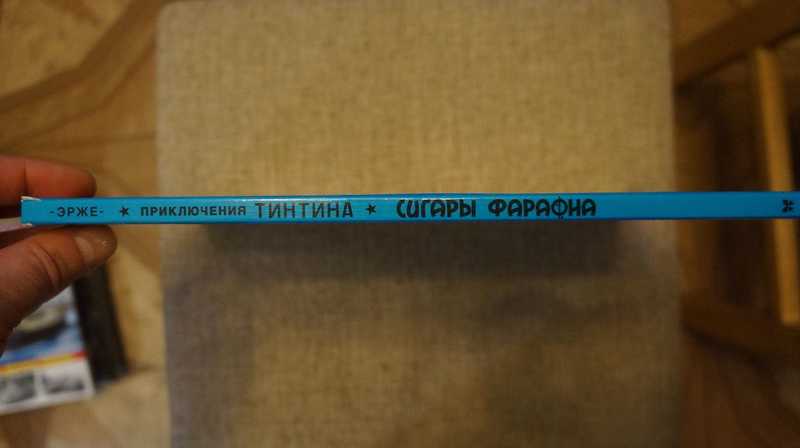 -ЭРЖЕ- ★ ПРИКЛЮЧЕНИЯ ТИНТИНА ★ СИГАРЫ ФАРАОНА